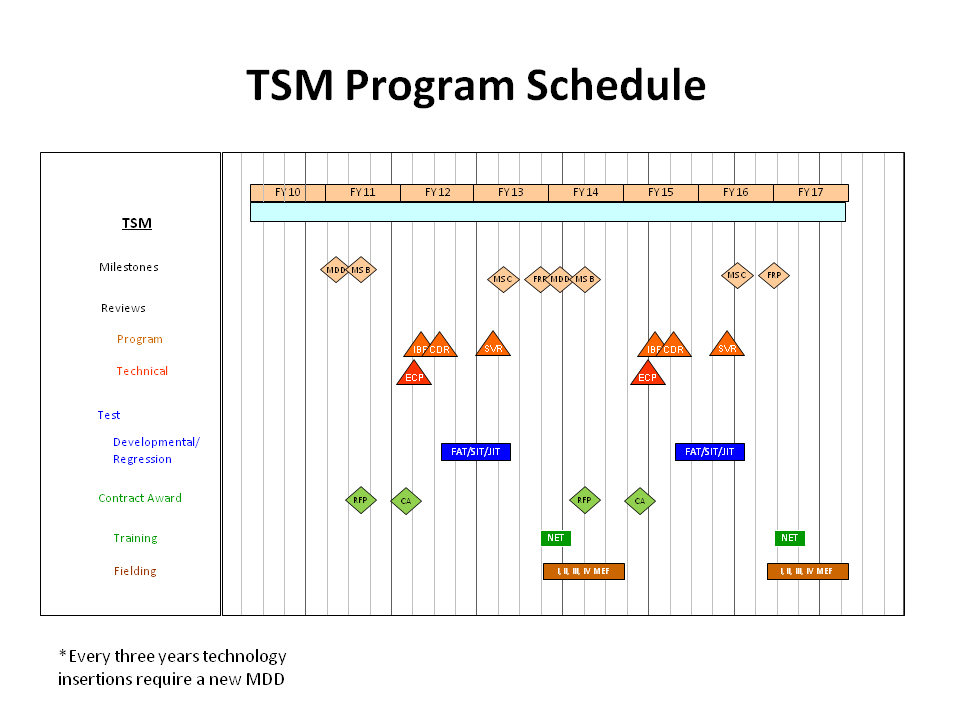 TSM Program Schedule
FY 10 FY 11 FY 12 FY 13 FY 14 FY 15 FY 16 FY 17
TSM
Milestones MDD MS B MS C FRP MDD MS B MS C FRP
Reviews
Program IBR CDR SVR IBR CDR SVR
Technical ECP ECP
Test
Developmental/ FAT/SIT/JIT FAT/SIT/JIT
Regression
Contract Award RFP CA RFP CA
Training NET NET
Fielding I, II, III, IV MEF I, II, III, IV MEF
*Every three years technology
insertions require a new MDD